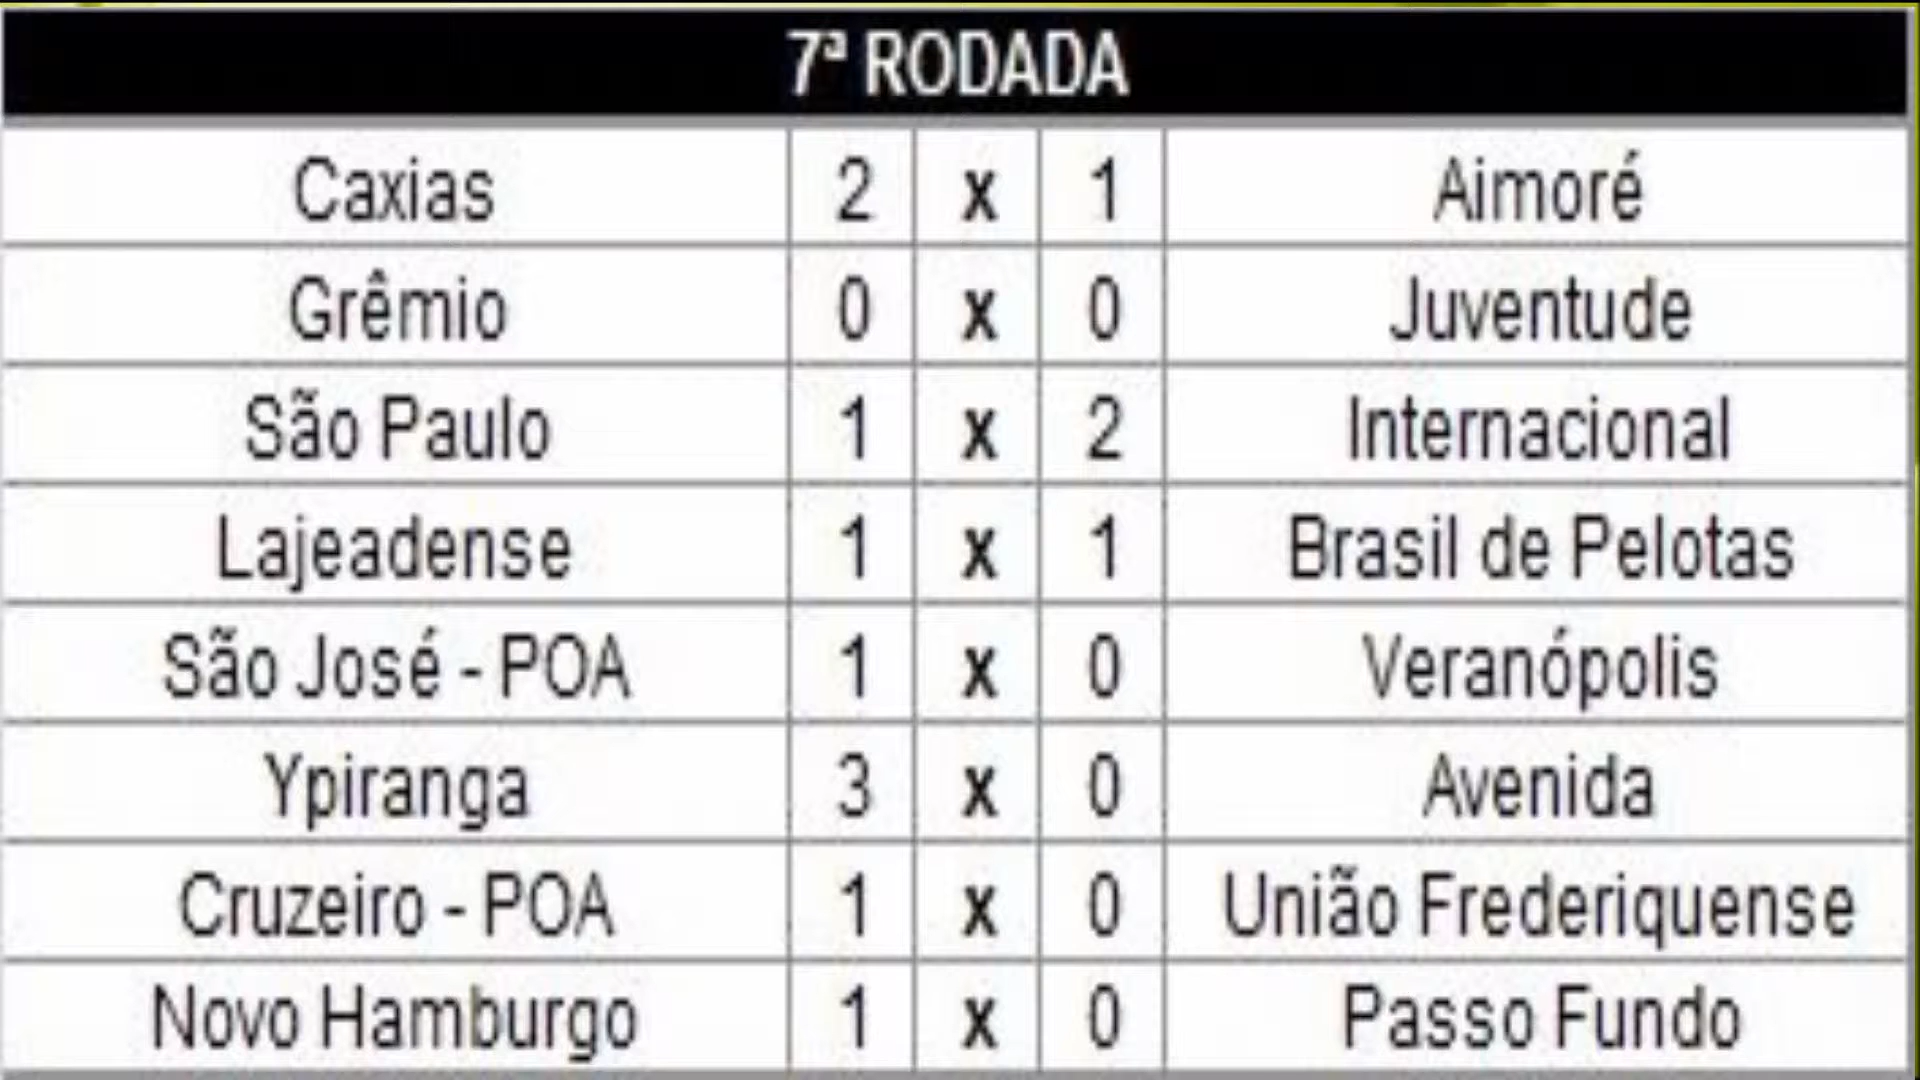 7ª RODADA
Caxias 2 x 1 Aimoré
Grêmio 0 x 0 Juventude
São Paulo 1 x 2 Internacional
Lajeadense 1 x 1 Brasil de Pelotas
São José - POA 1 x 0 Veranópolis
Ypiranga 3 x 0 Avenida
Cruzeiro - POA 1 x 0 União Frederiquense
Novo Hamburgo 1 x 0 Passo Fundo